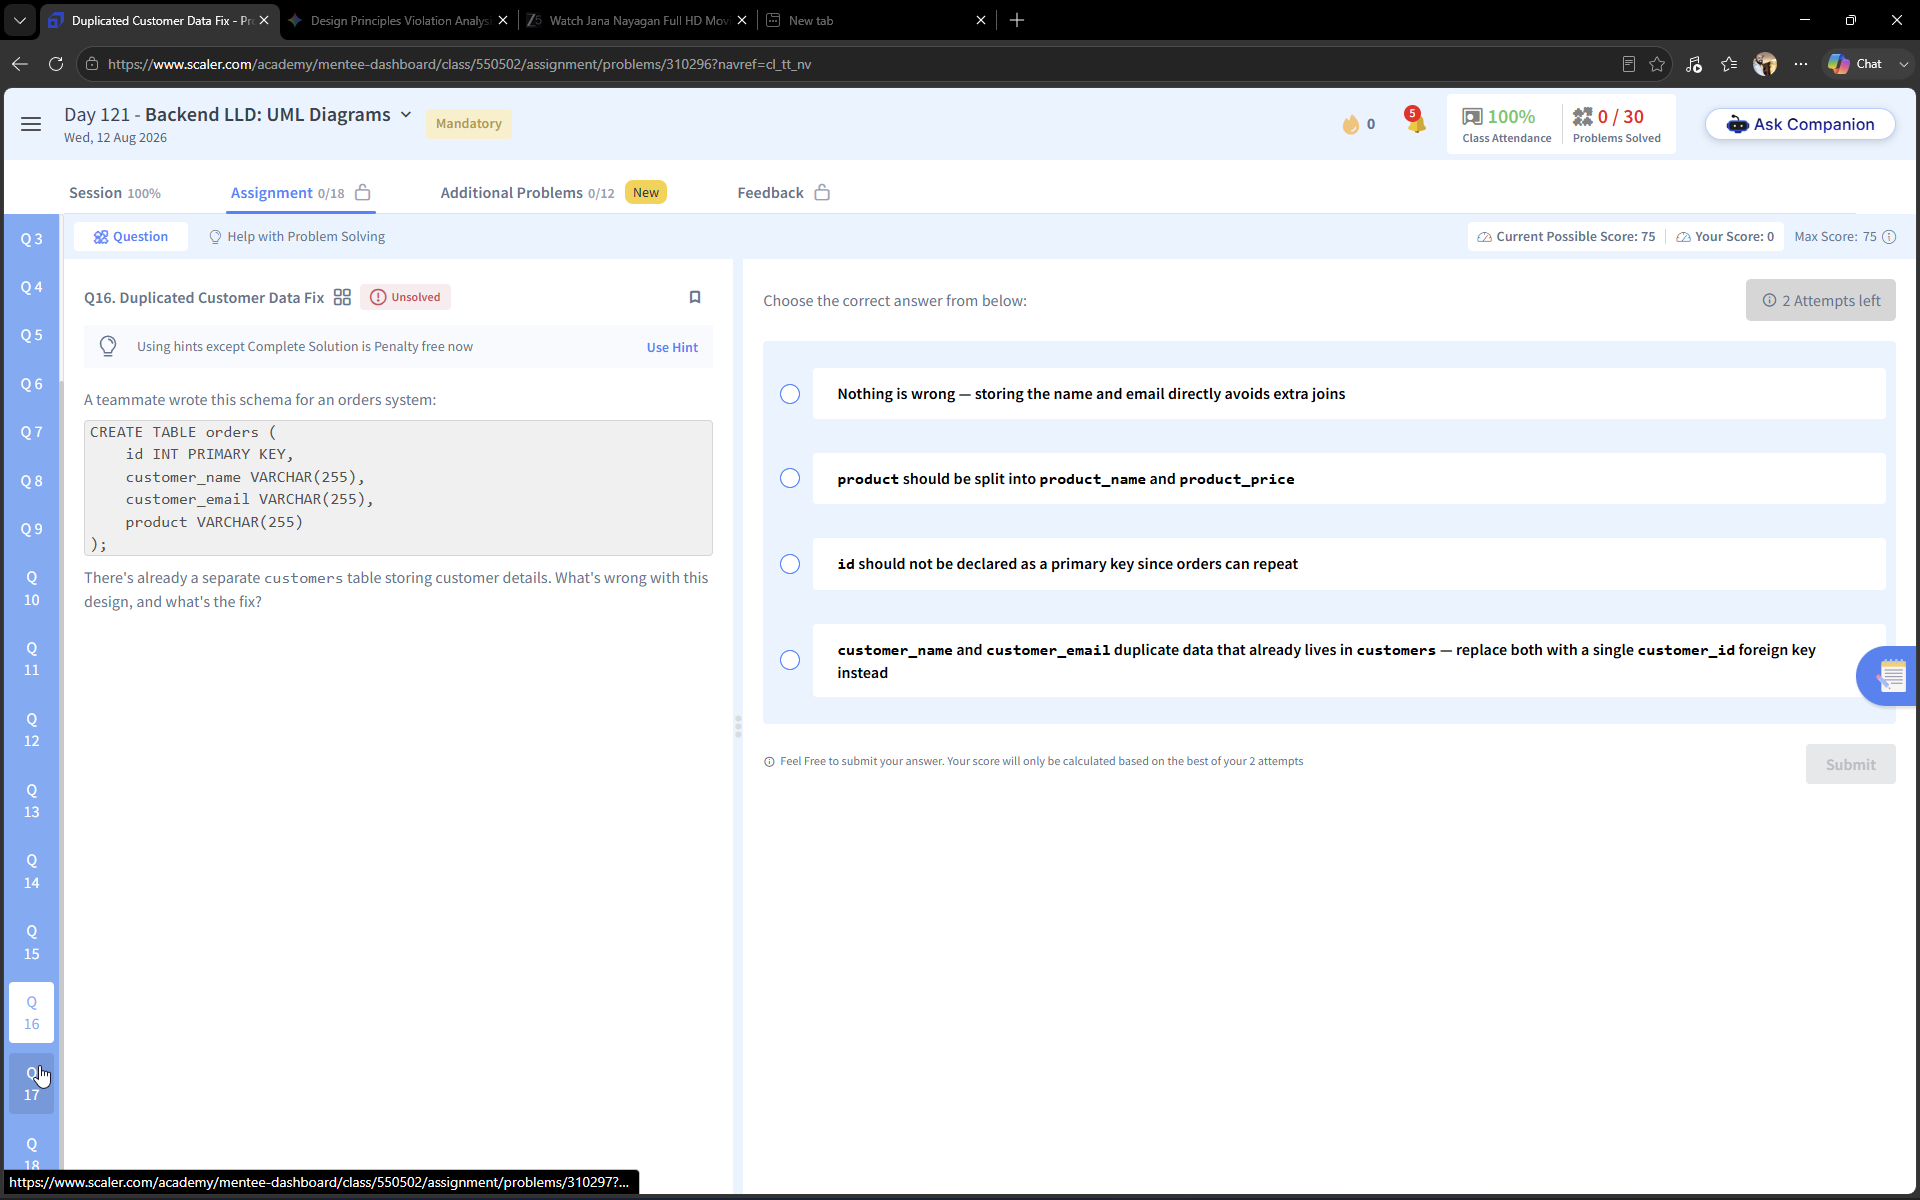 Duplicated Customer Data Fix - Pr
Design Principles Violation Analys
Watch Jana Nayagan Full HD Mov
New tab
https://www.scaler.com/academy/mentee-dashboard/class/550502/assignment/problems/310296?navref=cl_tt_nv
Chat
Day 121 - Backend LLD: UML Diagrams
Mandatory
Wed, 12 Aug 2026
0
5
100%
Class Attendance
0 / 30
Problems Solved
Ask Companion
Session 100%
Assignment 0/18
Additional Problems 0/12 New
Feedback
Question
Help with Problem Solving
Current Possible Score: 75
Your Score: 0
Max Score: 75
Q 3
Q 4
Q 5
Q 6
Q 7
Q 8
Q 9
Q
10
Q
11
Q
12
Q
13
Q
14
Q
15
Q
16
Q
17
Q
18
Q16. Duplicated Customer Data Fix
Unsolved
Using hints except Complete Solution is Penalty free now
Use Hint
A teammate wrote this schema for an orders system:
CREATE TABLE orders (
id INT PRIMARY KEY,
customer_name VARCHAR(255),
customer_email VARCHAR(255),
product VARCHAR(255)
);
There's already a separate customers table storing customer details. What's wrong with this
design, and what's the fix?
Choose the correct answer from below:
2 Attempts left
Nothing is wrong — storing the name and email directly avoids extra joins
product should be split into product_name and product_price
id should not be declared as a primary key since orders can repeat
customer_name and customer_email duplicate data that already lives in customers — replace both with a single customer_id foreign key
instead
Feel Free to submit your answer. Your score will only be calculated based on the best of your 2 attempts
Submit
https://www.scaler.com/academy/mentee-dashboard/class/550502/assignment/problems/310297?...